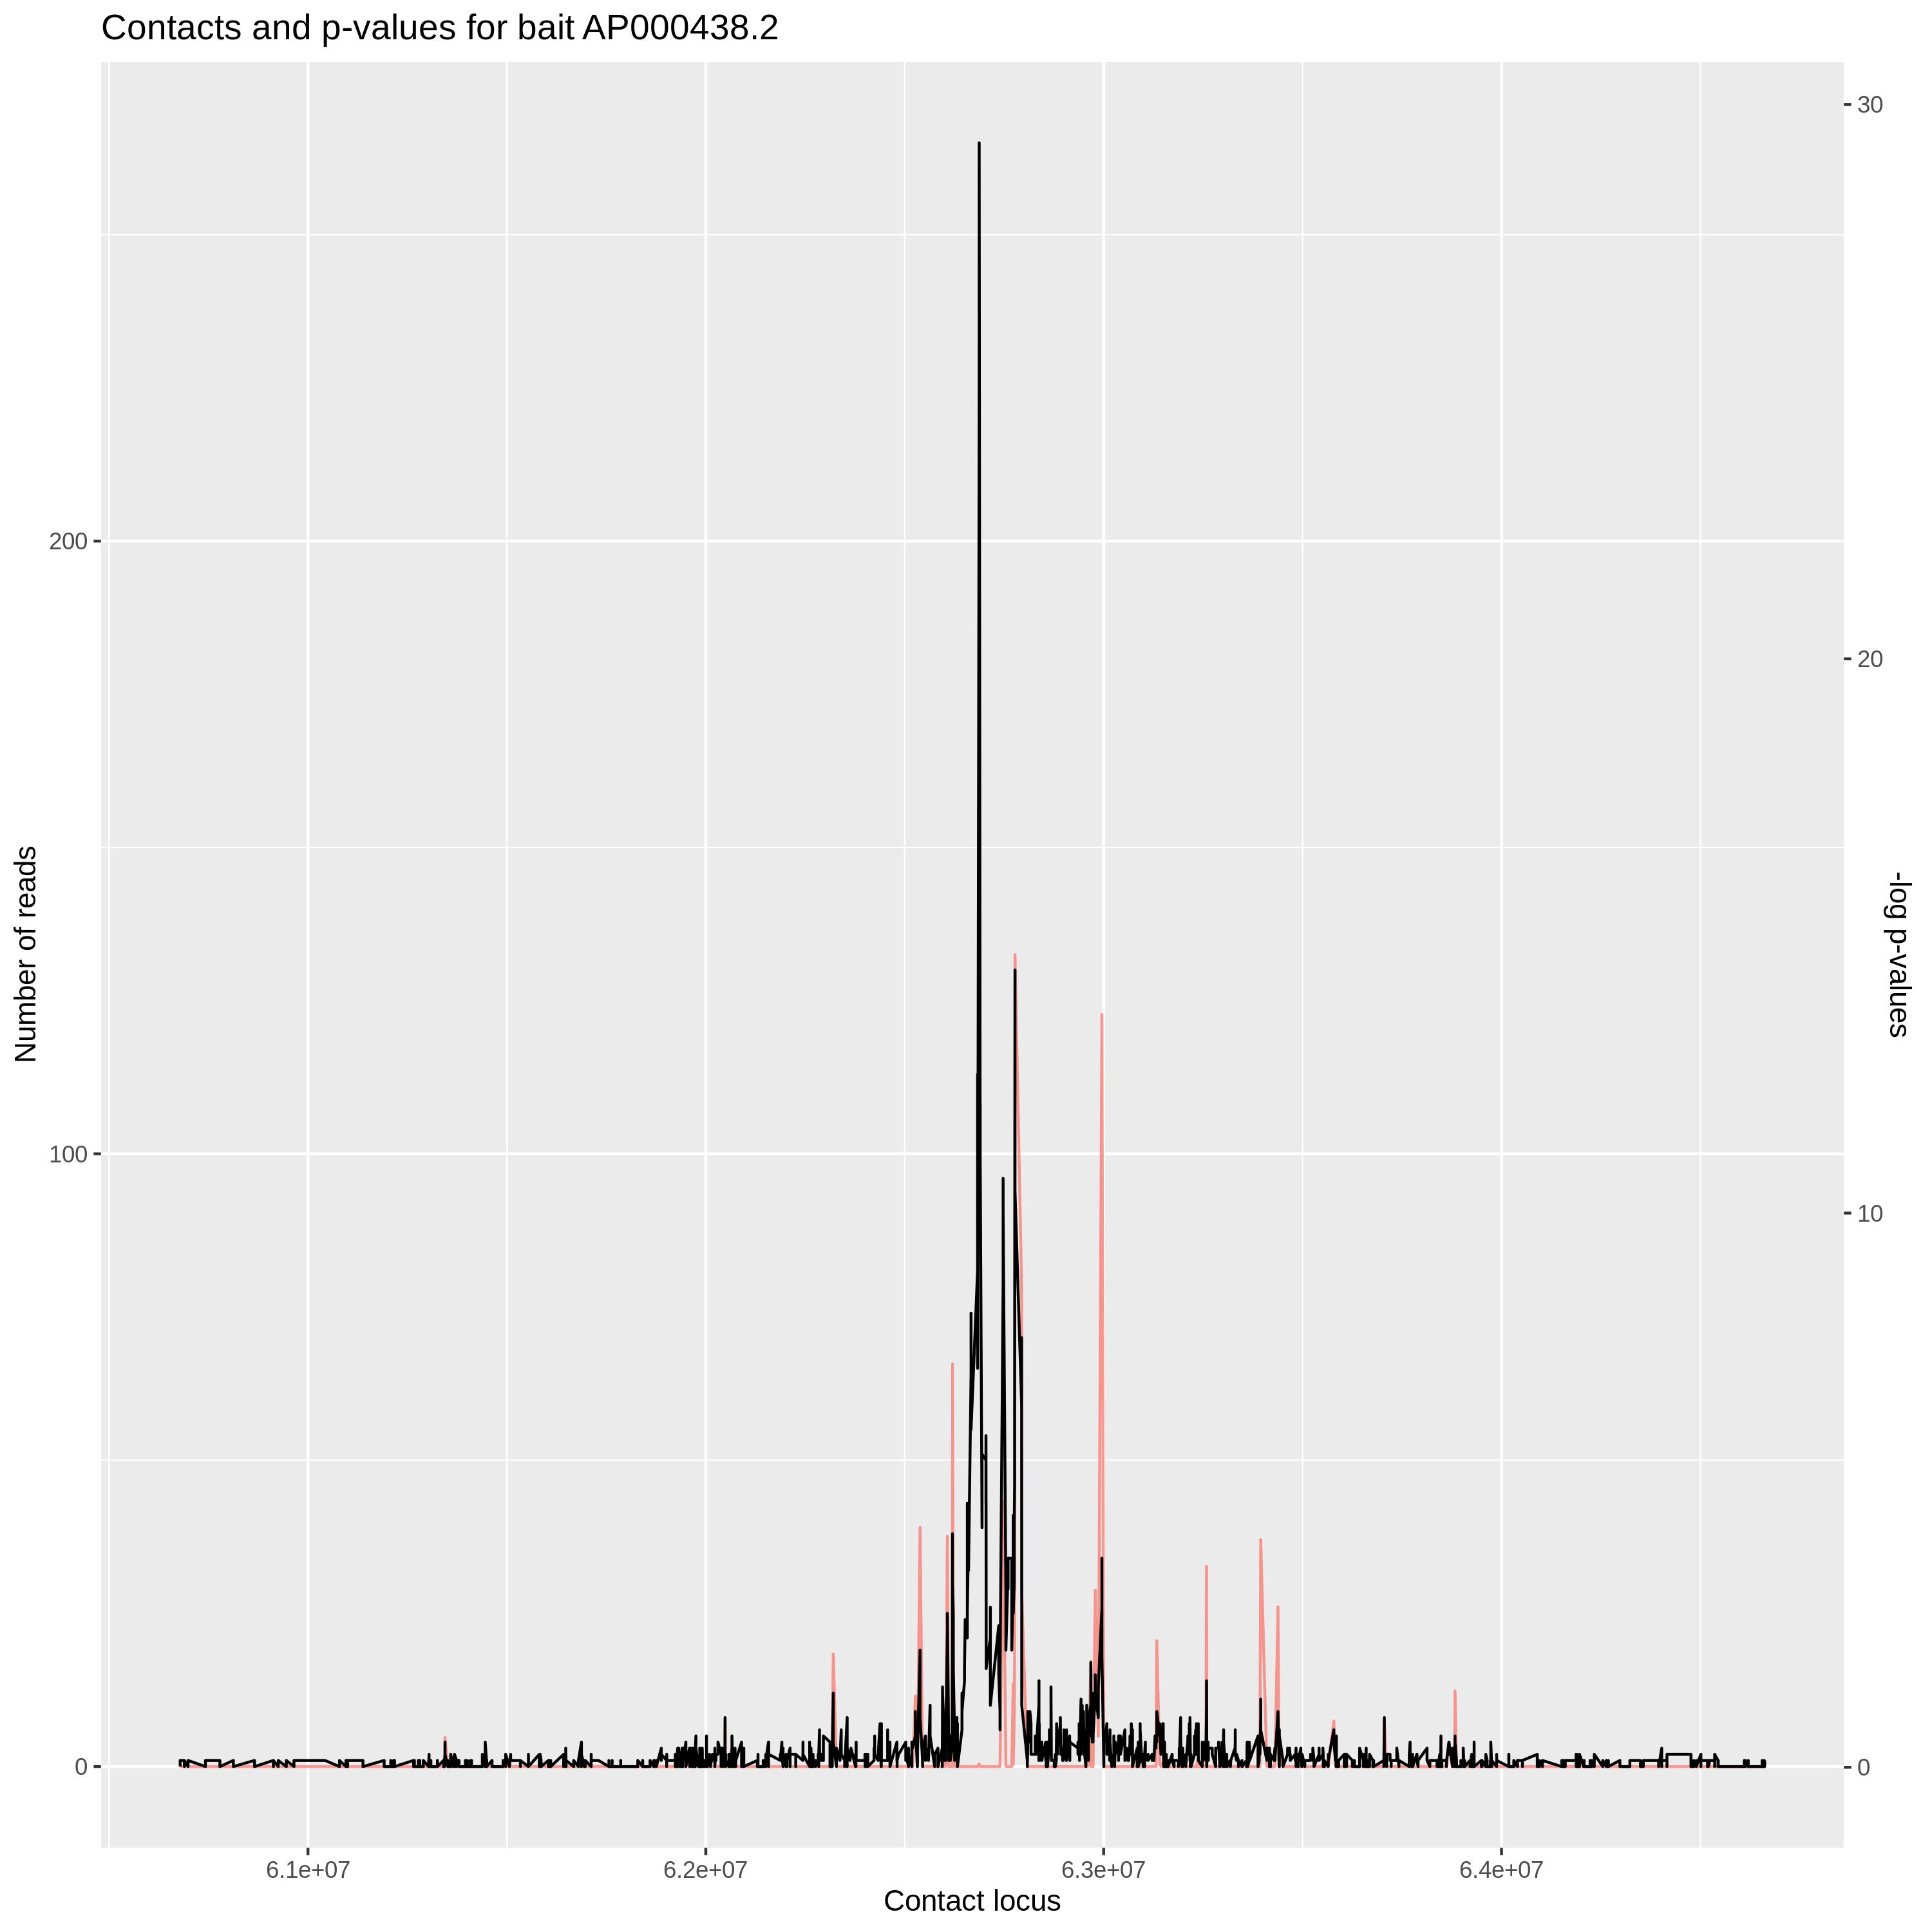 Contacts and p-values for bait AP000438.2
Number of reads
200
100
0
30
20
10
0
-log p-values
6.1e+07
6.2e+07
6.3e+07
6.4e+07
Contact locus